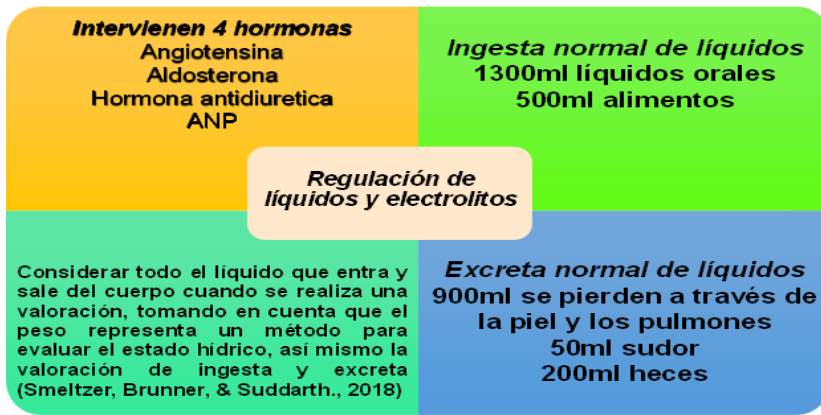 Intervienen 4 hormonas
Angiotensina
Aldosterona
Hormona antidiuretica
ANP
Ingesta normal de líquidos
1300ml líquidos orales
500ml alimentos
Regulación de
líquidos y electrolitos
Considerar todo el líquido que entra y
sale del cuerpo cuando se realiza una
valoración, tomando en cuenta que el
peso representa un método para
evaluar el estado hídrico, así mismo la
valoración de ingesta y excreta
(Smeltzer, Brunner, & Suddarth., 2018)
Excreta normal de líquidos
900ml se pierden a través de
la piel y los pulmones
50ml sudor
200ml heces